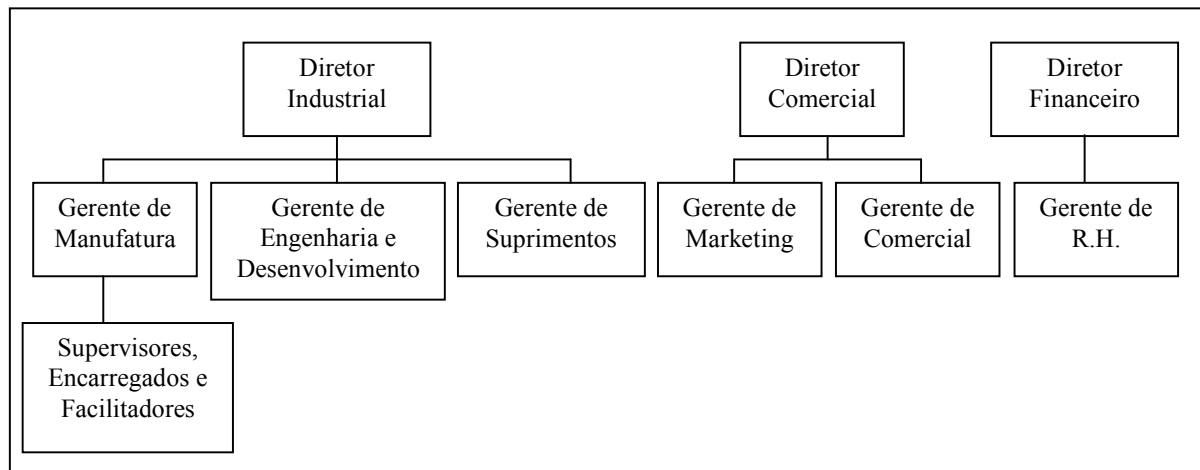 Diretor
Industrial
Diretor
Comercial
Diretor
Financeiro
Gerente de
Manufatura
Gerente de
Engenharia e
Desenvolvimento
Gerente de
Suprimentos
Gerente de
Marketing
Gerente de
Comercial
Gerente de
R.H.
Supervisores,
Encarregados e
Facilitadores